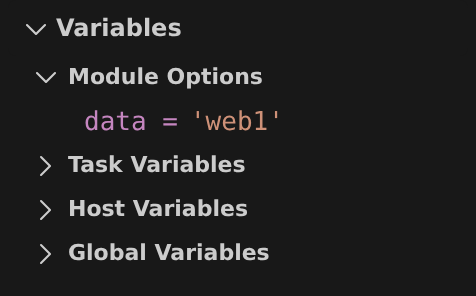 Variables
Module Options
data = 'web1'
Task Variables
Host Variables
Global Variables